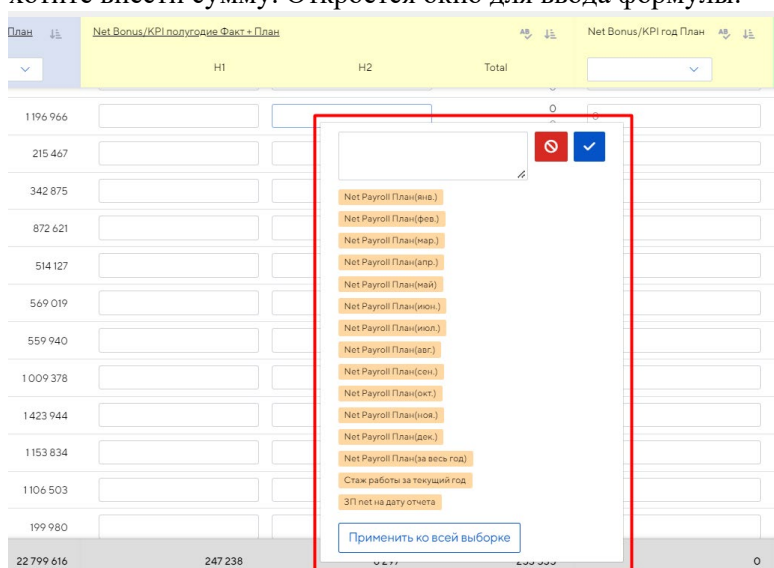 хотите внести сумму. Откроется окно для ввода формулы.
План Net Bonus/KPI полугодие Факт + План Net Bonus/KPI год План
H1 H2 Total
0
1 196 966 0
215 467
342 875
872 621
514 127
569 019
559 940
1 009 378
1 423 944
1 153 834
1 106 503
199 980
Net Payroll План(янв.)
Net Payroll План(фев.)
Net Payroll План(мар.)
Net Payroll План(апр.)
Net Payroll План(май)
Net Payroll План(июн.)
Net Payroll План(июл.)
Net Payroll План(авг.)
Net Payroll План(сен.)
Net Payroll План(окт.)
Net Payroll План(ноя.)
Net Payroll План(дек.)
Net Payroll План(за весь год)
Стаж работы за текущий год
ЗП net на дату отчета
Применить ко всей выборке
22 799 616 247 238 0